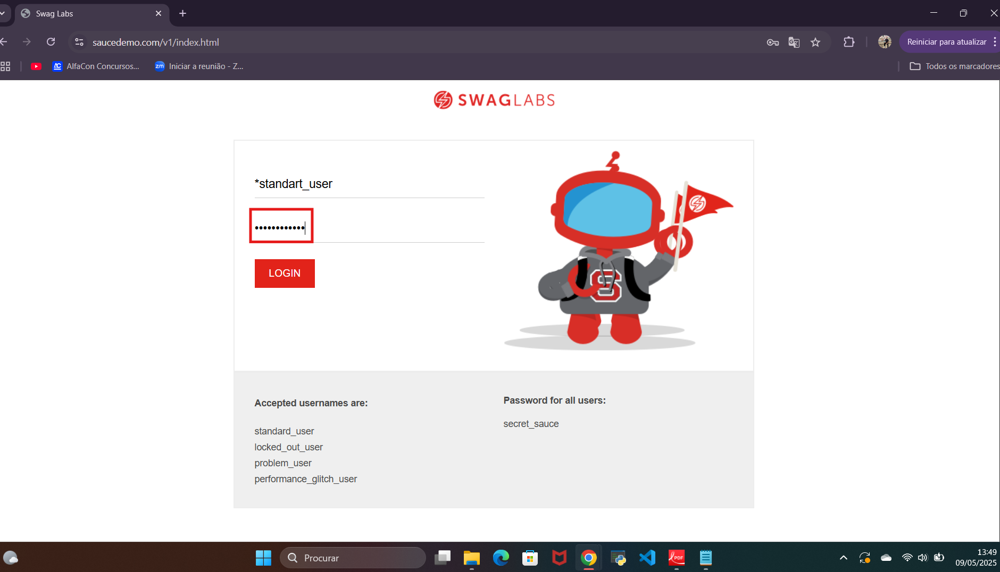 Swag Labs
saucedemo.com/v1/index.html
Reiniciar para atualizar
AlfaCon Concursos...
Iniciar a reunião - Z...
Todos os marcadores
SWAGLABS
*standart_user
••••••••••••
LOGIN
S
Accepted usernames are:
standard_user
locked_out_user
problem_user
performance_glitch_user
Password for all users:
secret_sauce
Procurar
PDF
13:49
09/05/2025